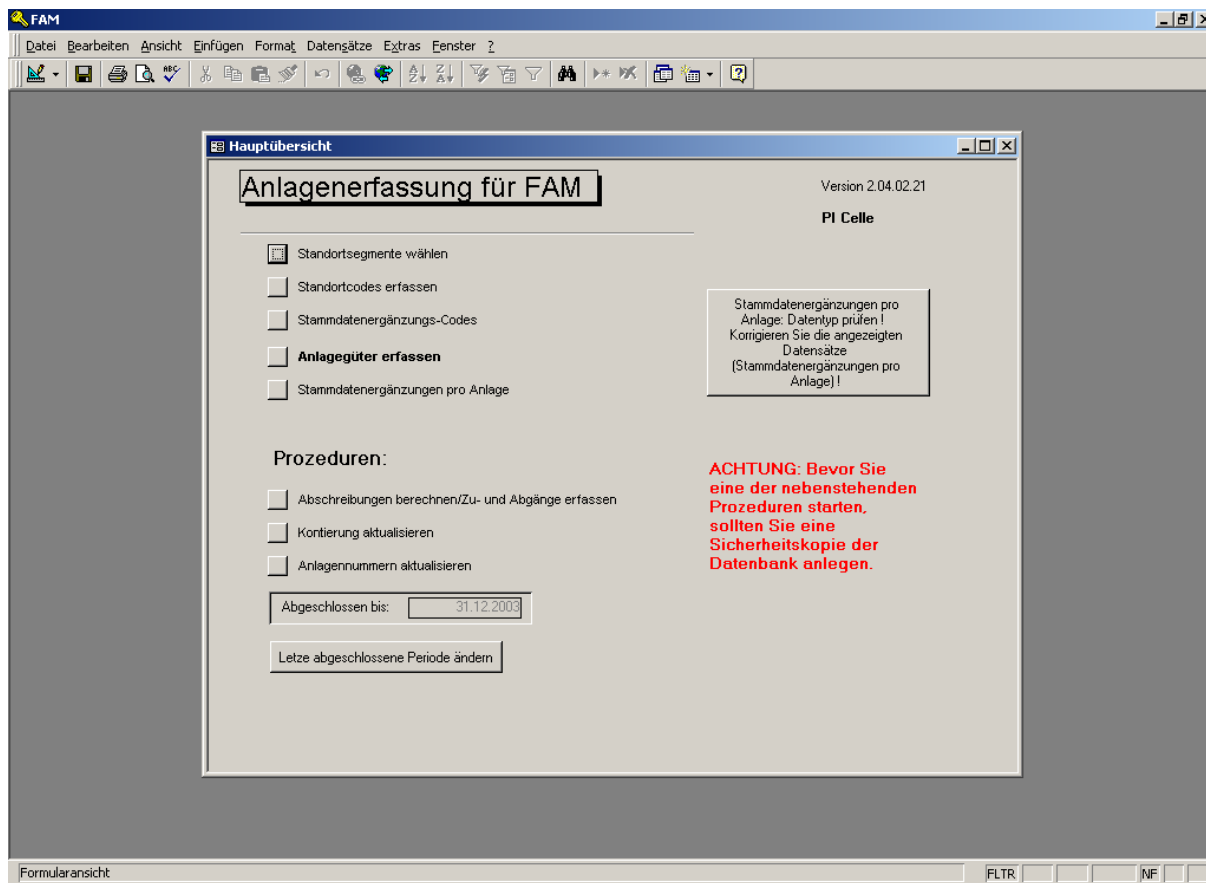 FAM
Datei Bearbeiten Ansicht Einfügen Format Datensätze Extras Fenster ?
Hauptübersicht
Anlagenerfassung für FAM
Version 2.04.02.21
PI Celle
Standortsegmente wählen
Standortcodes erfassen
Stammdatenergänzungs-Codes
Anlagegüter erfassen
Stammdatenergänzungen pro Anlage
Stammdatenergänzungen pro
Anlage: Datentyp prüfen !
Korrigieren Sie die angezeigten
Datensätze
(Stammdatenergänzungen pro
Anlage) !
Prozeduren:
Abschreibungen berechnen/Zu- und Abgänge erfassen
Kontierung aktualisieren
Anlagennummern aktualisieren
ACHTUNG: Bevor Sie
eine der nebenstehenden
Prozeduren starten,
sollten Sie eine
Sicherheitskopie der
Datenbank anlegen.
Abgeschlossen bis: 31.12.2003
Letze abgeschlossene Periode ändern
Formularansicht FLTR NF